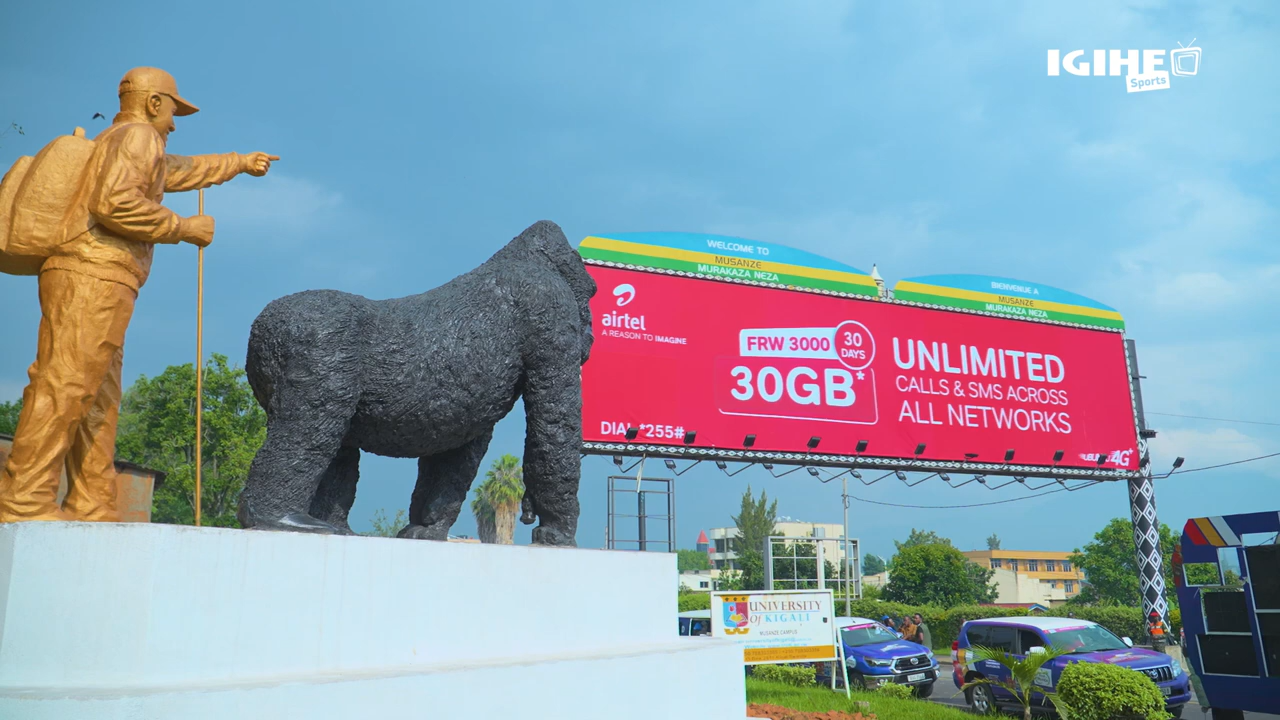 IGIHE
Sports
WELCOME TO
MUSANZE
MURAKAZA NEZA
BIENVENUE A
MUSANZE
MURAKAZA NEZA
airtel
A REASON TO IMAGINE
FRW 3000
30
DAYS
30GB*
UNLIMITED
CALLS & SMS ACROSS
ALL NETWORKS
DIAL *255#
4G+
UNIVERSITY
of KIGALI
MUSANZE CAMPUS